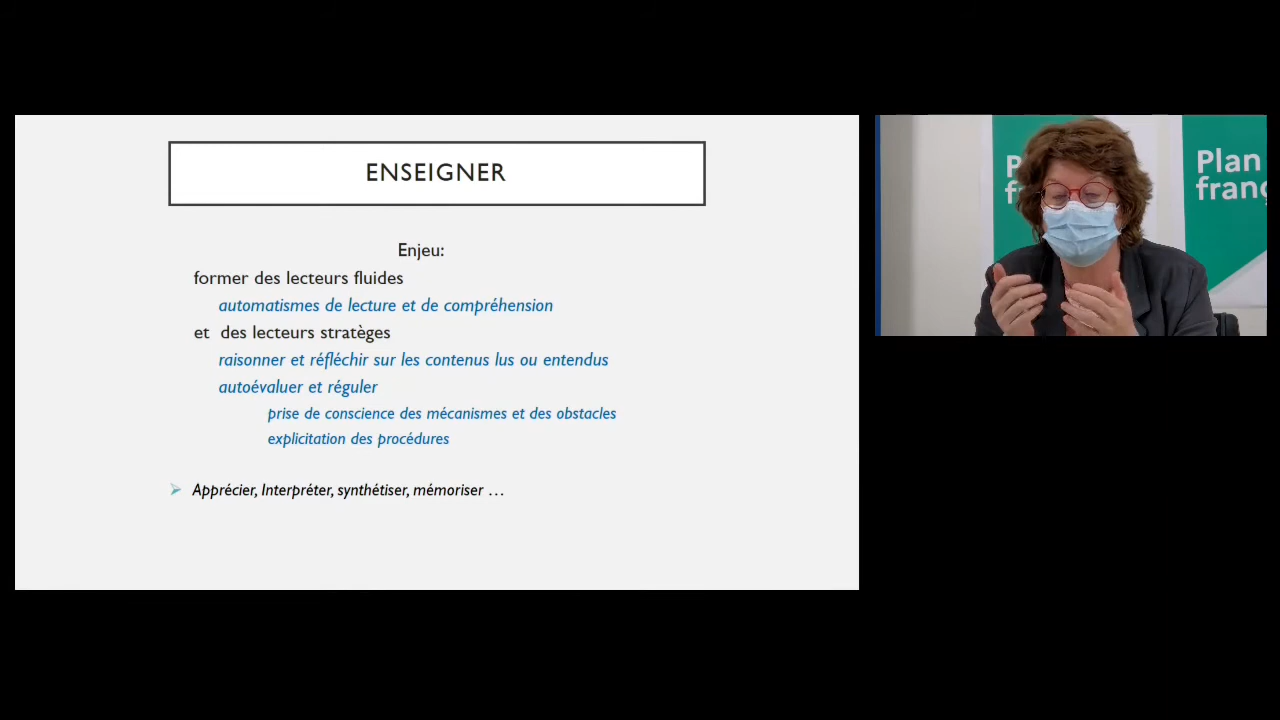 ENSEIGNER
Enjeu:
former des lecteurs fluides
automatismes de lecture et de compréhension
et des lecteurs stratèges
raisonner et réfléchir sur les contenus lus ou entendus
autoévaluer et réguler
prise de conscience des mécanismes et des obstacles
explicitation des procédures
Apprécier, Interpréter, synthétiser, mémoriser …
Plan